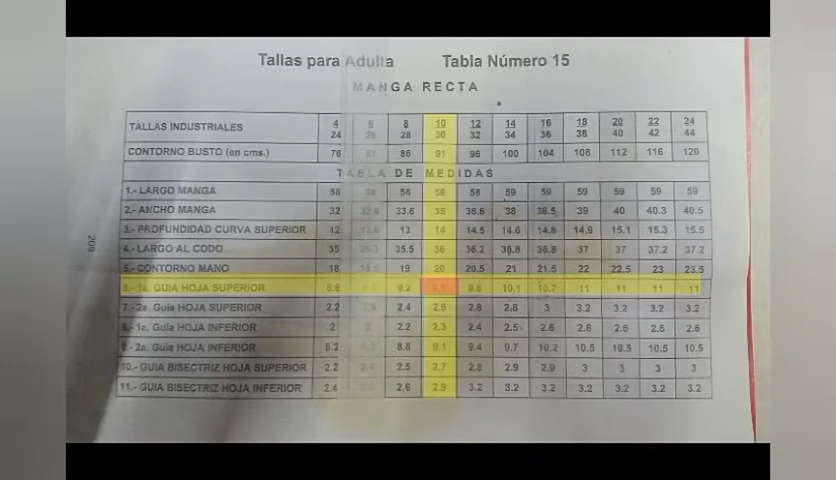 Tallas para Adulta Tabla Número 15
MANGA RECTA
TALLAS INDUSTRIALES 4 6 8 10 12 14 16 18 20 22 24
24 26 28 30 32 34 36 38 40 42 44
CONTORNO BUSTO (en cms.) 76 81 86 91 96 100 104 108 112 116 120
TABLA DE MEDIDAS
1.- LARGO MANGA 58 58 58 58 58 59 59 59 59 59 59
2.- ANCHO MANGA 32 33.6 35 36.6 38 38.5 39 40 40.3 40.5
3.- PROFUNDIDAD CURVA SUPERIOR 12 13 14 14.5 14.6 14.8 14.9 15.1 15.3 15.5
4.- LARGO AL CODO 35 35.5 36 36.2 36.8 36.8 37 37 37.2 37.2
5.- CONTORNO MANO 18 19 20 20.5 21 21.5 22 22.5 23 23.5
6.- 1a. GUIA HOJA SUPERIOR 8.6 9.2 9.5 9.8 10.1 10.7 11 11 11 11
7.- 2a. Guía HOJA SUPERIOR 2.2 2.4 2.6 2.8 2.8 3 3.2 3.2 3.2 3.2
8.- 1a. Guía HOJA INFERIOR 2 2 2.2 2.3 2.4 2.5 2.6 2.6 2.6 2.6 2.6
9.- 2a. Guía HOJA INFERIOR 8.2 8.8 9.1 9.4 9.7 10.2 10.5 10.5 10.5 10.5
10.- GUIA BISECTRIZ HOJA SUPERIOR 2.2 2.4 2.5 2.7 2.8 2.9 2.9 3 3 3 3
11.- GUIA BISECTRIZ HOJA INFERIOR 2.4 2.6 2.9 3.2 3.2 3.2 3.2 3.2 3.2 3.2
209